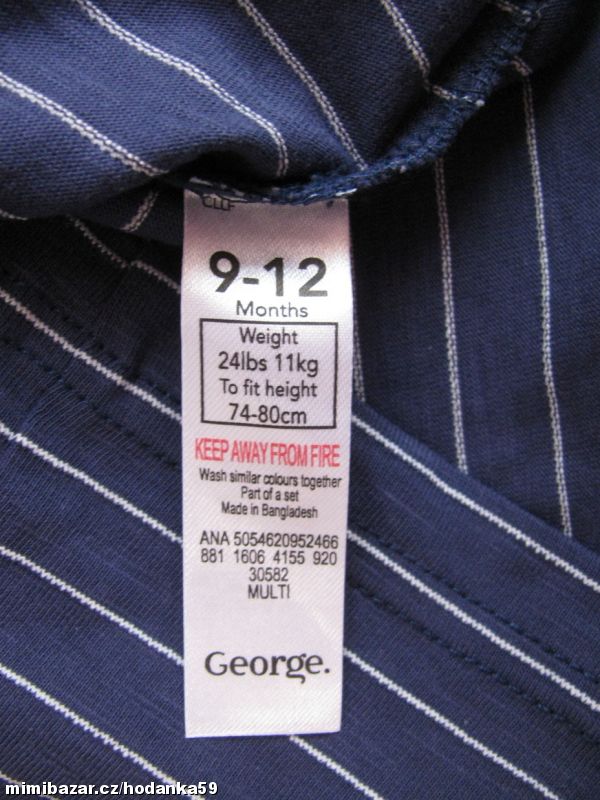 9-12
Months
Weight
24lbs 11kg
To fit height
74-80cm
KEEP AWAY FROM FIRE
Wash similar colours together
Part of a set
Made in Bangladesh
ANA 5054620952466
881 1606 4155 920
30582
MULTI
George.
mimibazar.cz/hodanka59